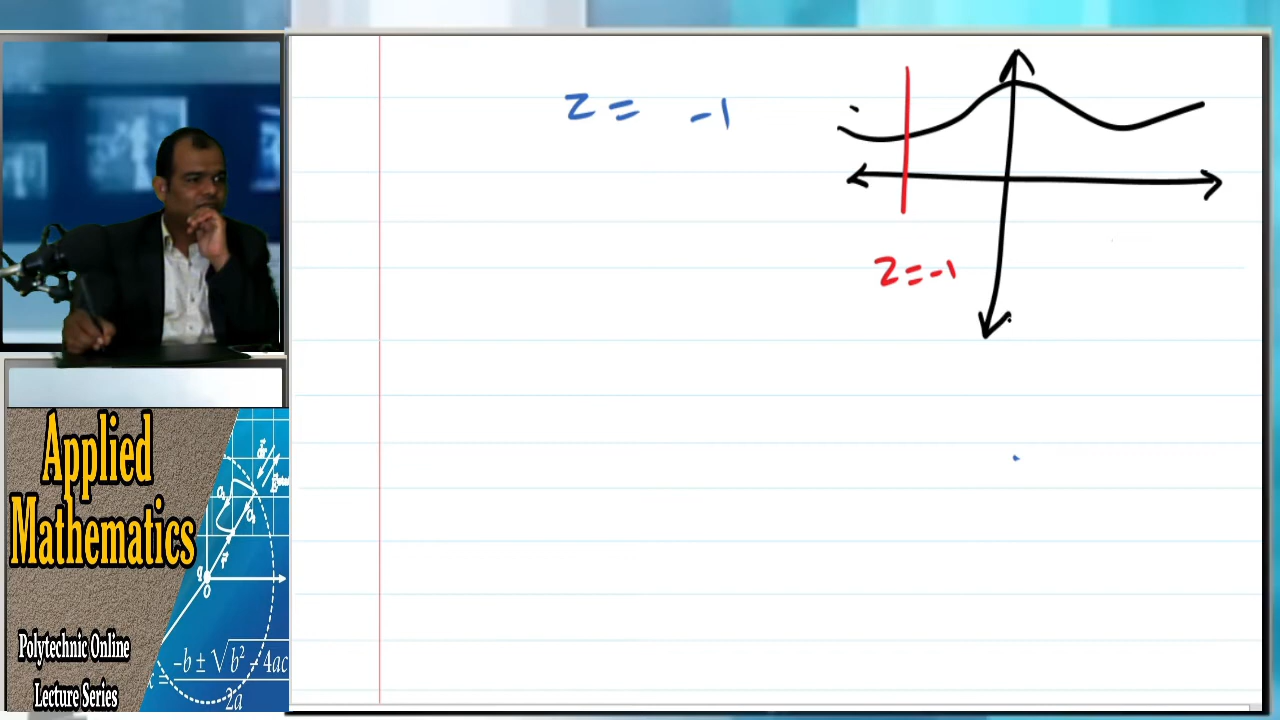 z = -1
z=-1
Applied
Mathematics
Polytechnic Online
Lecture Series
-b ± √b² - 4ac
2a